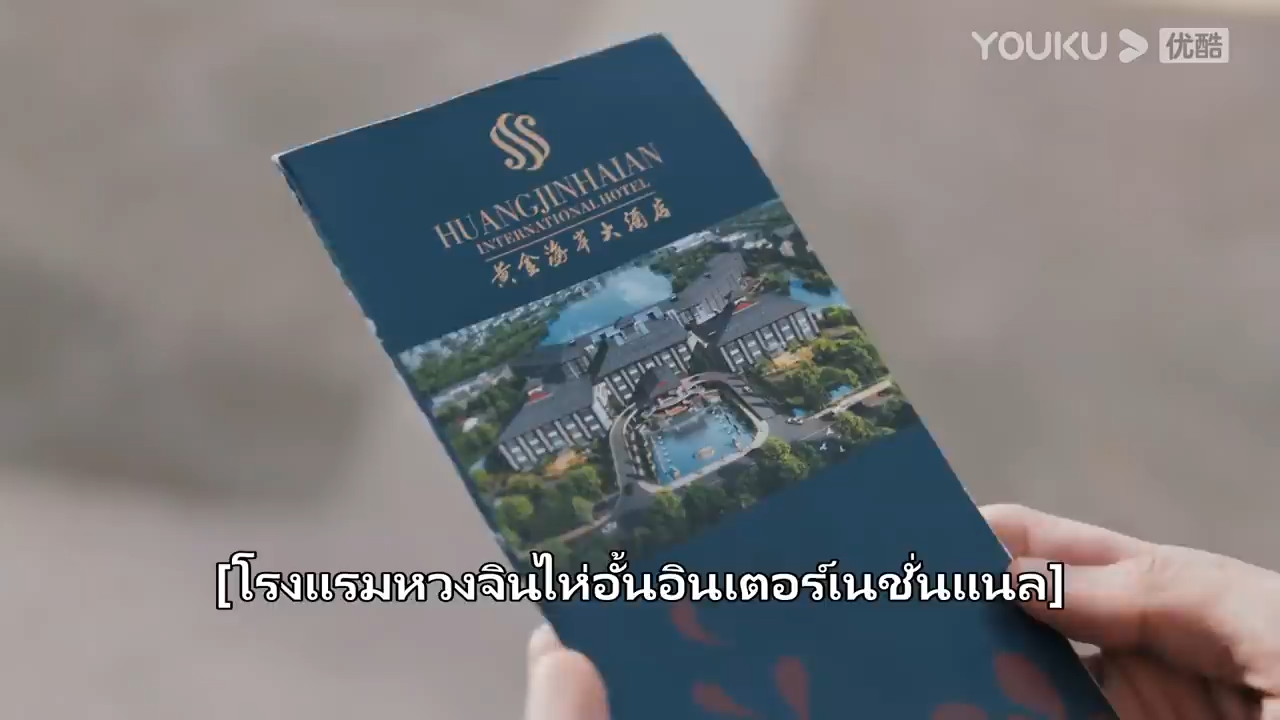 YOUKU 优酷
HUANGJINHAIAN
INTERNATIONAL HOTEL
黄金海岸大酒店
[โรงแรมหวงจินไห่อั้นอินเตอร์เนชั่นแนล]